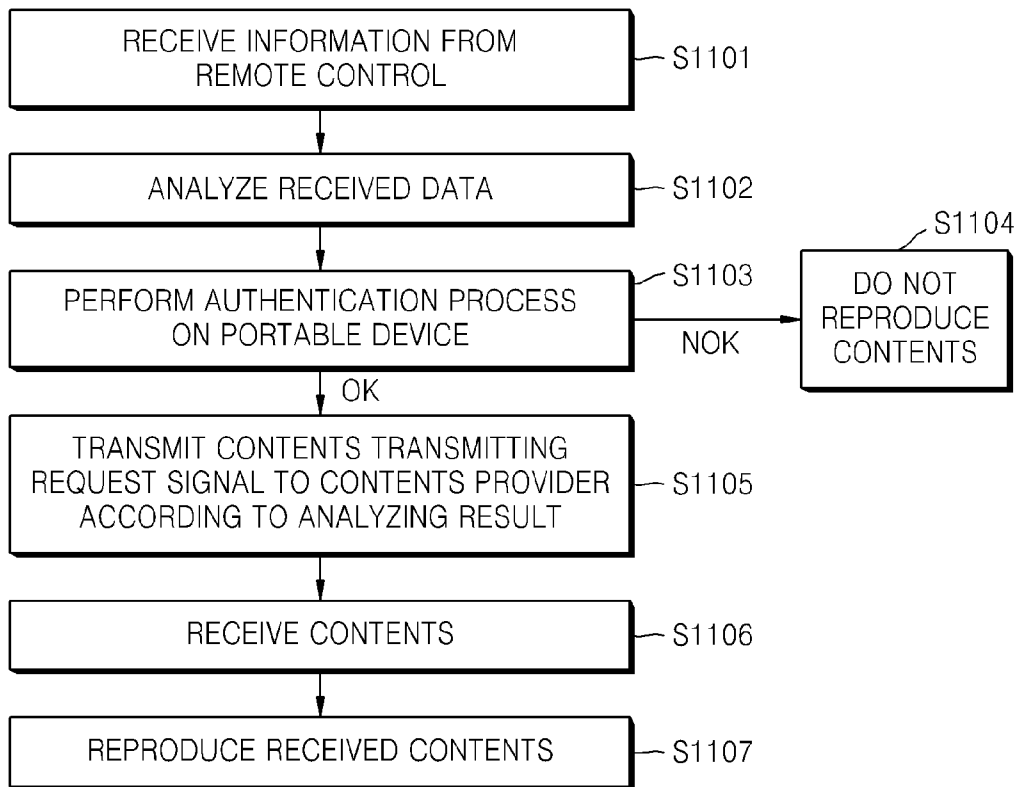 RECEIVE INFORMATION FROM
REMOTE CONTROL
S1101
ANALYZE RECEIVED DATA
S1102
PERFORM AUTHENTICATION PROCESS
ON PORTABLE DEVICE
S1103
NOK
S1104
DO NOT
REPRODUCE
CONTENTS
OK
TRANSMIT CONTENTS TRANSMITTING
REQUEST SIGNAL TO CONTENTS PROVIDER
ACCORDING TO ANALYZING RESULT
S1105
RECEIVE CONTENTS
S1106
REPRODUCE RECEIVED CONTENTS
S1107